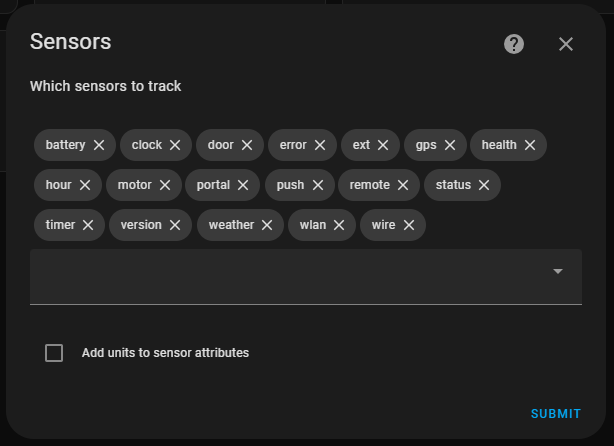 Sensors
Which sensors to track
battery clock door error ext gps health
hour motor portal push remote status
timer version weather wlan wire
Add units to sensor attributes
SUBMIT